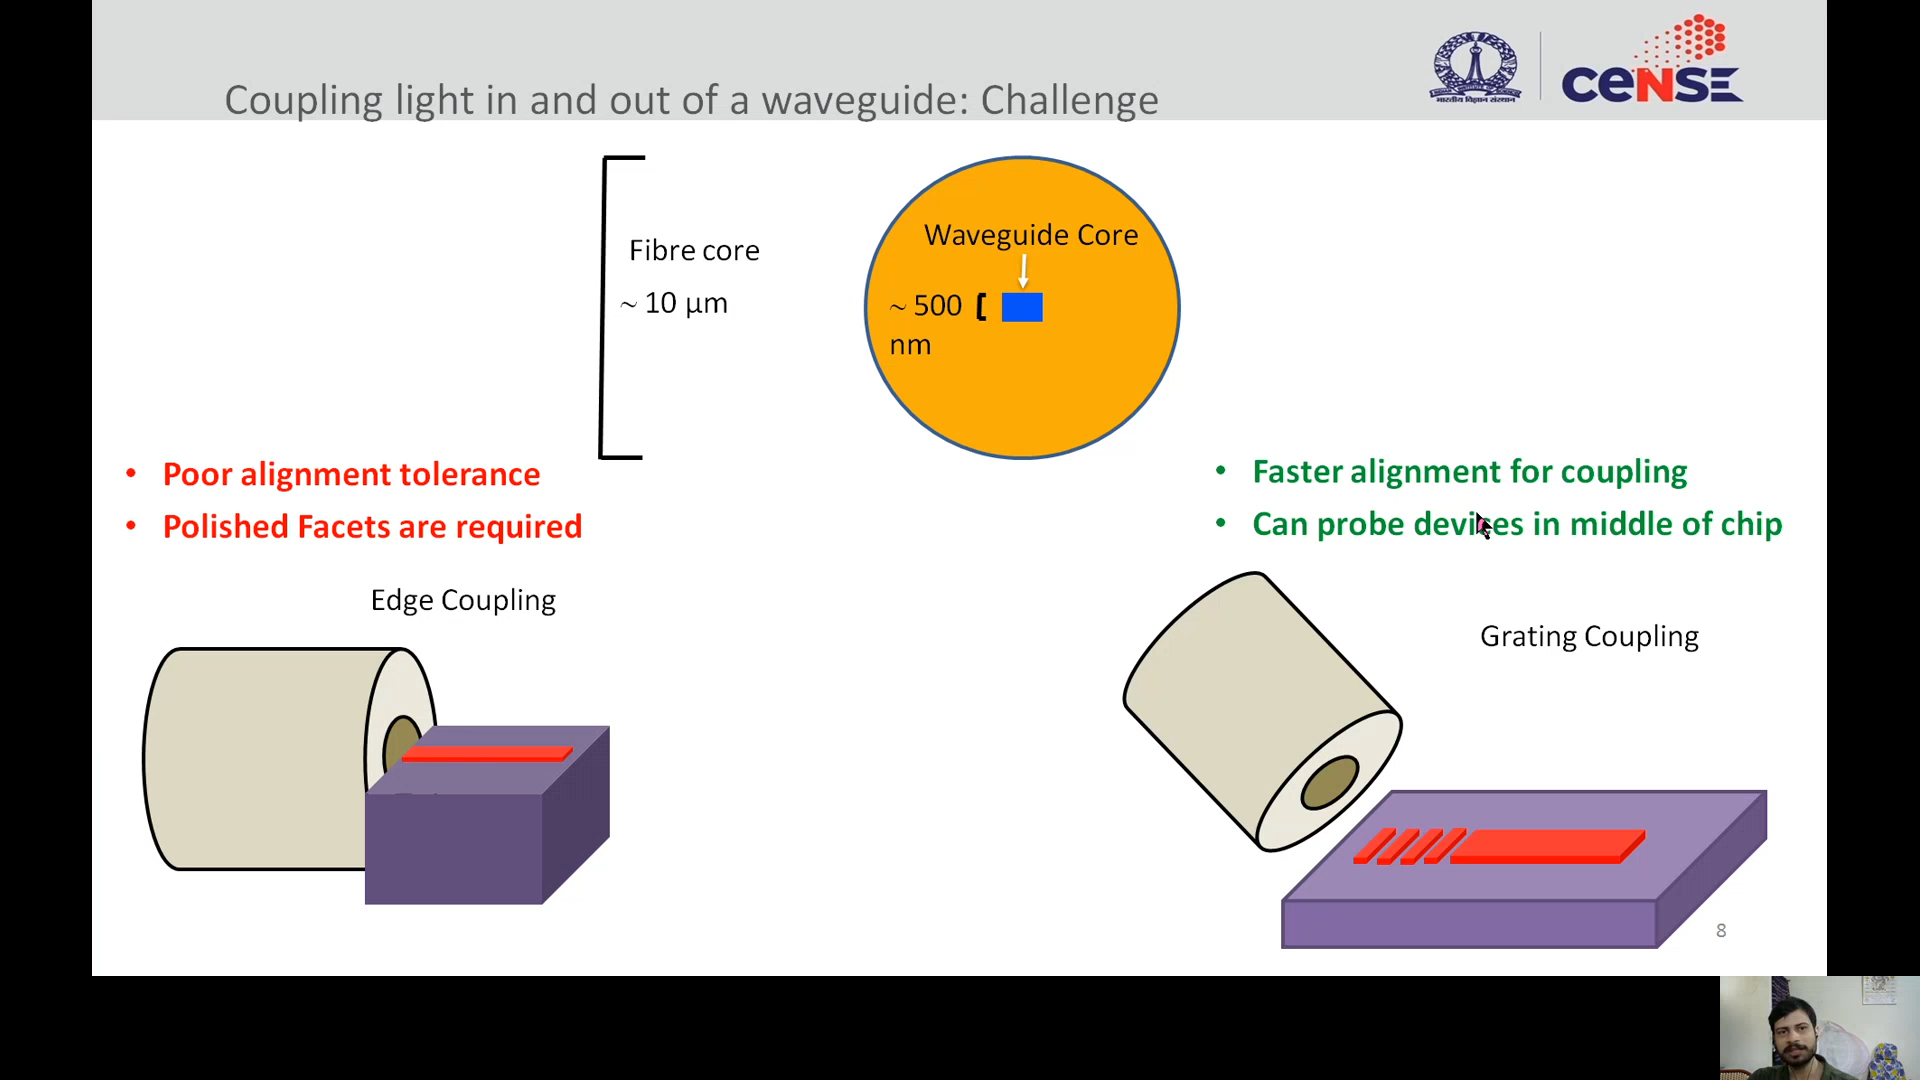 Coupling light in and out of a waveguide: Challenge
भारतीय विज्ञान संस्थान
CeNSE
Fibre core
~ 10 µm
Waveguide Core
~ 500
nm
• Poor alignment tolerance
• Polished Facets are required
• Faster alignment for coupling
• Can probe devices in middle of chip
Edge Coupling
Grating Coupling
8